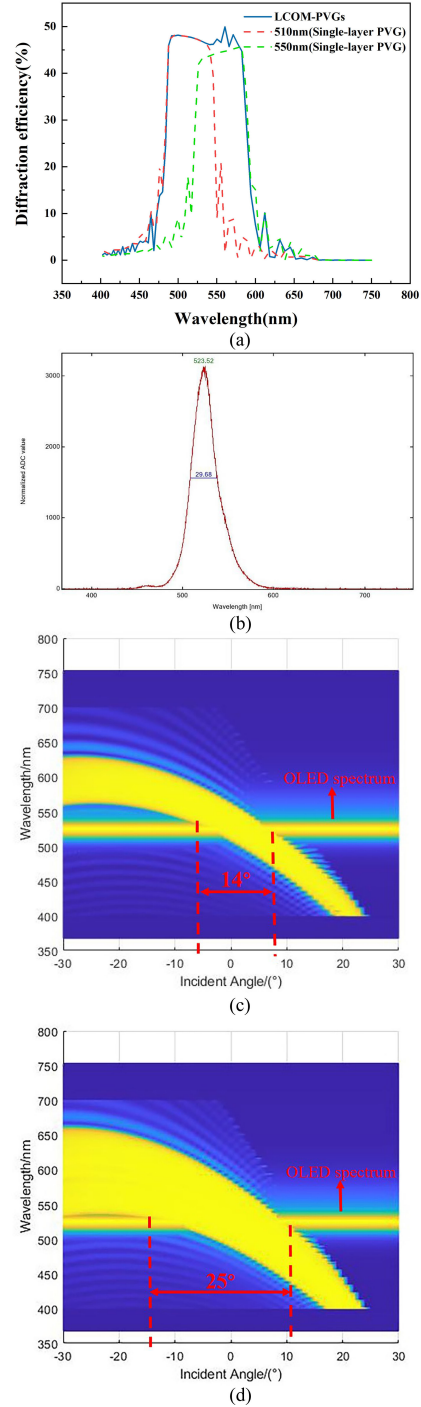 LCOM-PVGs
510nm(Single-layer PVG)
550nm(Single-layer PVG)
Diffraction efficiency(%)
50
40
30
20
10
0
350 400 450 500 550 600 650 700 750 800
Wavelength(nm)
(a)
523.52
29.68
Normalized ADC value
3000
2000
1000
0
400 500 600 700
Wavelength [nm]
(b)
800
750
700
650
600
550
500
450
400
350
Wavelength/nm
OLED spectrum
14°
-30 -20 -10 0 10 20 30
Incident Angle/(°)
(c)
800
750
700
650
600
550
500
450
400
350
Wavelength/nm
OLED spectrum
25°
-30 -20 -10 0 10 20 30
Incident Angle/(°)
(d)